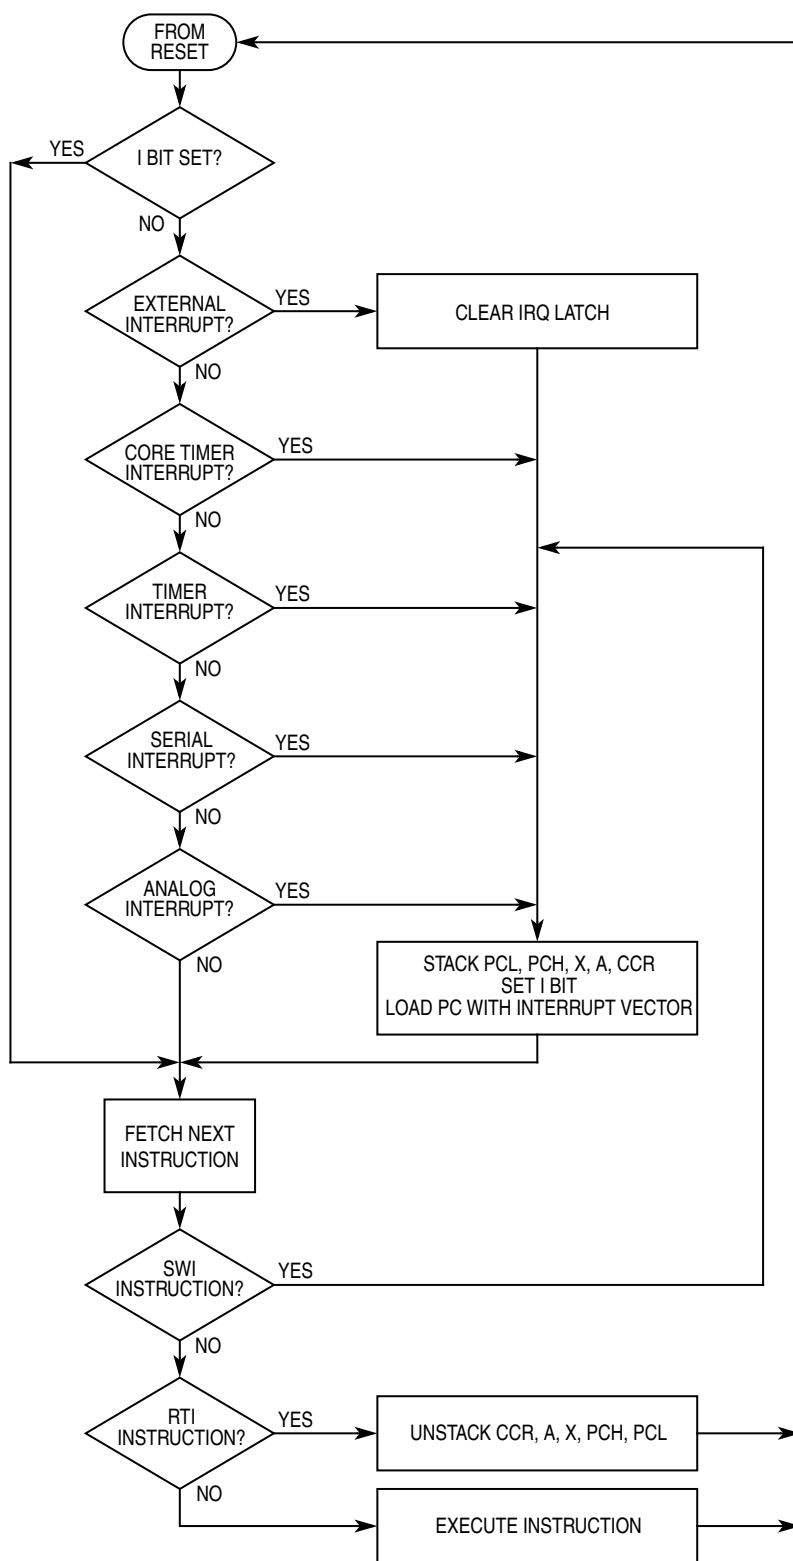 FROM
RESET
YES
I BIT SET?
NO
EXTERNAL
INTERRUPT?
YES
CLEAR IRQ LATCH
NO
CORE TIMER
INTERRUPT?
YES
NO
TIMER
INTERRUPT?
YES
NO
SERIAL
INTERRUPT?
YES
NO
ANALOG
INTERRUPT?
YES
NO
STACK PCL, PCH, X, A, CCR
SET I BIT
LOAD PC WITH INTERRUPT VECTOR
FETCH NEXT
INSTRUCTION
SWI
INSTRUCTION?
YES
NO
RTI
INSTRUCTION?
YES
UNSTACK CCR, A, X, PCH, PCL
NO
EXECUTE INSTRUCTION